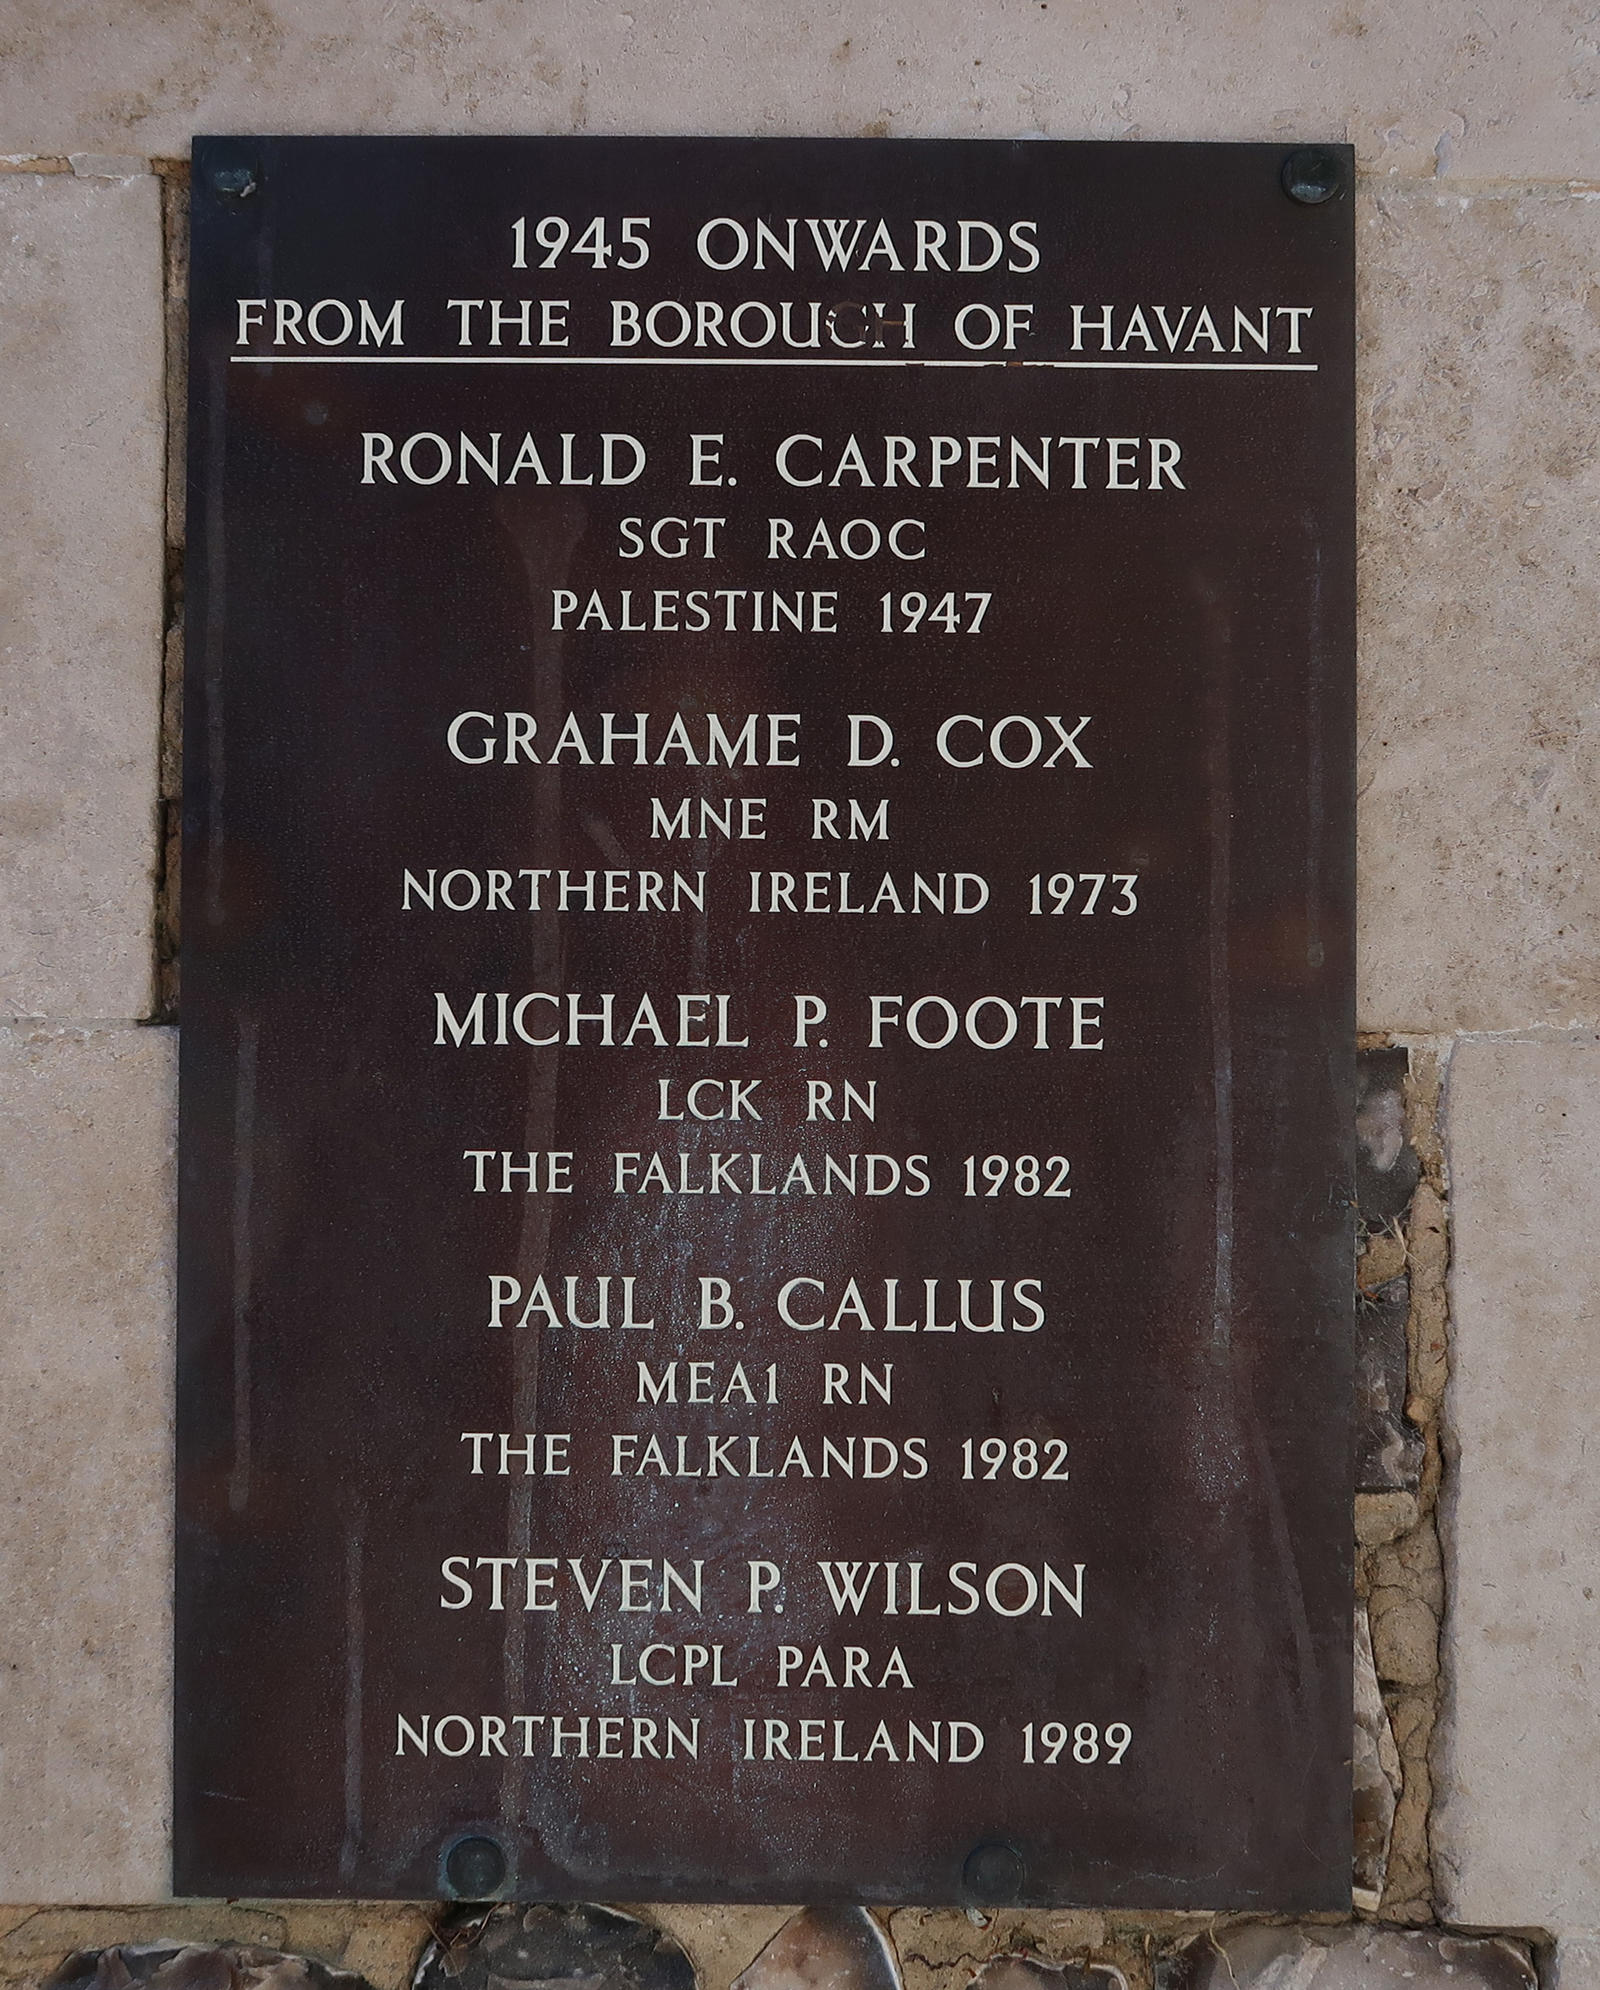 1945 ONWARDS
FROM THE BOROUGH OF HAVANT
RONALD E. CARPENTER
SGT RAOC
PALESTINE 1947
GRAHAME D. COX
MNE RM
NORTHERN IRELAND 1973
MICHAEL P. FOOTE
LCK RN
THE FALKLANDS 1982
PAUL B. CALLUS
MEA1 RN
THE FALKLANDS 1982
STEVEN P. WILSON
LCPL PARA
NORTHERN IRELAND 1989